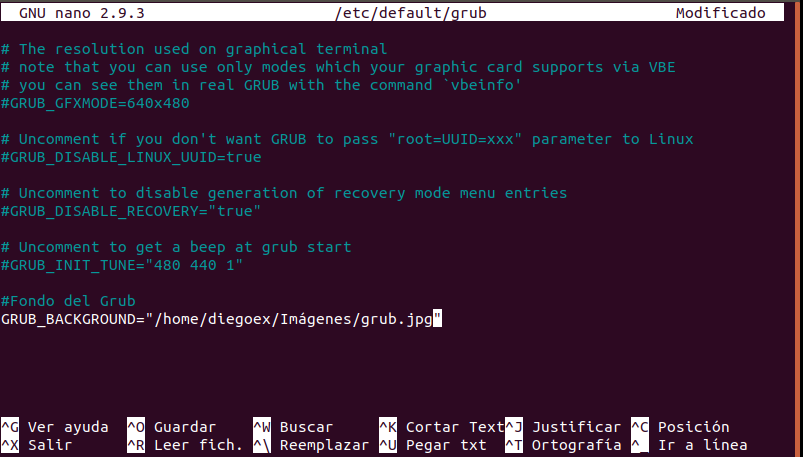 GNU nano 2.9.3 /etc/default/grub Modificado
# The resolution used on graphical terminal
# note that you can use only modes which your graphic card supports via VBE
# you can see them in real GRUB with the command `vbeinfo'
#GRUB_GFXMODE=640x480
# Uncomment if you don't want GRUB to pass "root=UUID=xxx" parameter to Linux
#GRUB_DISABLE_LINUX_UUID=true
# Uncomment to disable generation of recovery mode menu entries
#GRUB_DISABLE_RECOVERY="true"
# Uncomment to get a beep at grub start
#GRUB_INIT_TUNE="480 440 1"
#Fondo del Grub
GRUB_BACKGROUND="/home/diegoex/Imágenes/grub.jpg"
^G Ver ayuda ^O Guardar ^W Buscar ^K Cortar Text^J Justificar ^C Posición
^X Salir ^R Leer fich. ^\ Reemplazar ^U Pegar txt ^T Ortografía ^_ Ir a línea